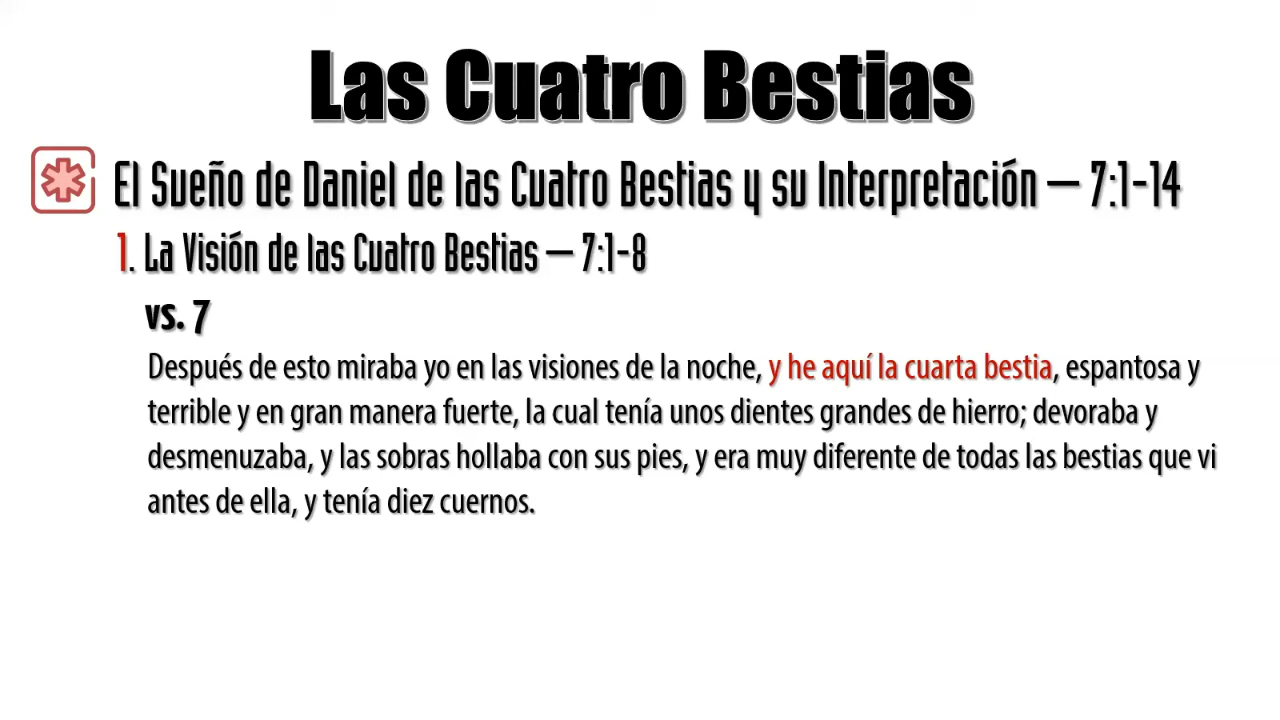 Las Cuatro Bestias
El Sueño de Daniel de las Cuatro Bestias y su Interpretación — 7:1-14
1. La Visión de las Cuatro Bestias — 7:1-8
vs. 7
Después de esto miraba yo en las visiones de la noche, y he aquí la cuarta bestia, espantosa y
terrible y en gran manera fuerte, la cual tenía unos dientes grandes de hierro; devoraba y
desmenuzaba, y las sobras hollaba con sus pies, y era muy diferente de todas las bestias que vi
antes de ella, y tenía diez cuernos.